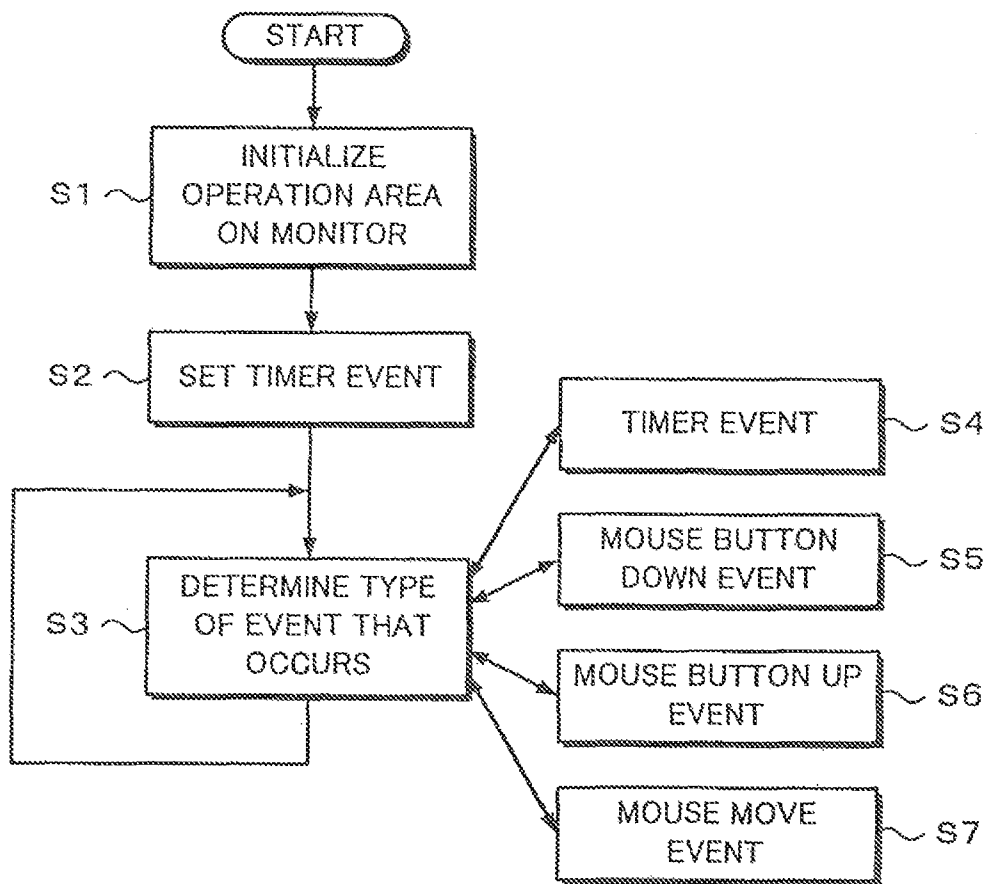 START
S1
INITIALIZE
OPERATION AREA
ON MONITOR
S2
SET TIMER EVENT
S3
DETERMINE TYPE
OF EVENT THAT
OCCURS
TIMER EVENT
S4
MOUSE BUTTON
DOWN EVENT
S5
MOUSE BUTTON UP
EVENT
S6
MOUSE MOVE
EVENT
S7